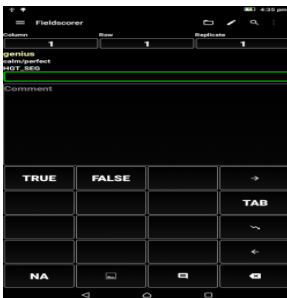 4:35 pm
Fieldscorer
Column Row Replicate
1 1 1
genius
calm/perfect
HGT_SEG
Comment
TRUE FALSE
TAB
NA